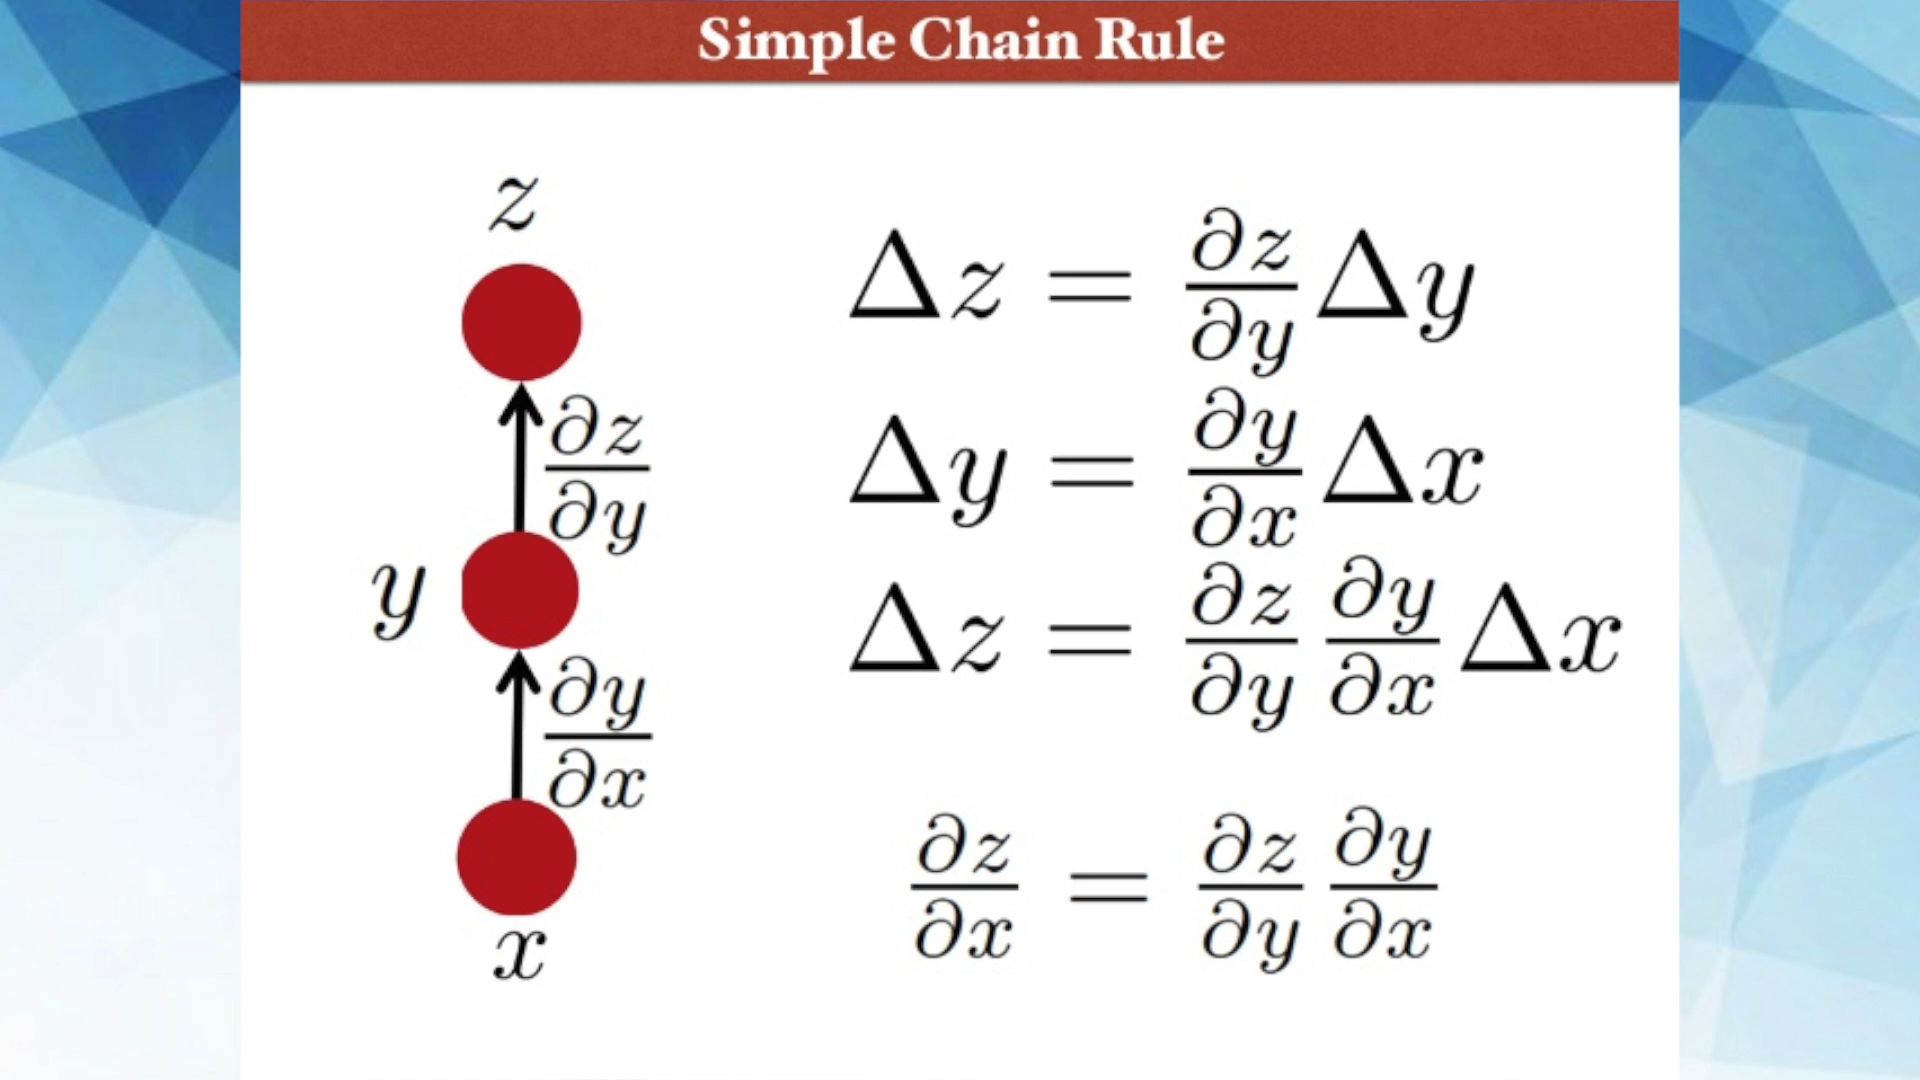 Simple Chain Rule
z
∂z/∂y
y
∂y/∂x
x
Δz = ∂z/∂y Δy
Δy = ∂y/∂x Δx
Δz = ∂z/∂y ∂y/∂x Δx
∂z/∂x = ∂z/∂y ∂y/∂x